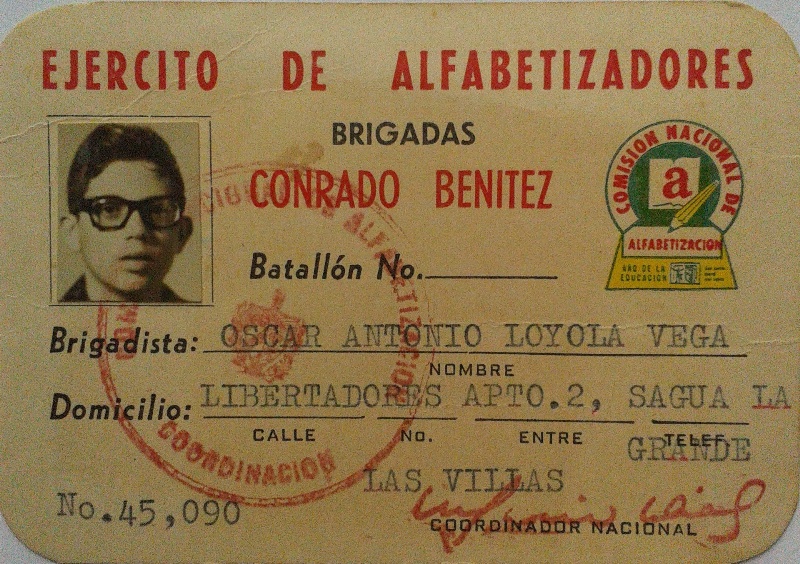 EJERCITO DE ALFABETIZADORES
BRIGADAS
CONRADO BENITEZ
COMISION NACIONAL DE
a
ALFABETIZACION
AÑO DE LA
EDUCACION
Batallón No.
Brigadista: OSCAR ANTONIO LOYOLA VEGA
NOMBRE
Domicilio: LIBERTADORES APTO.2, SAGUA LA
CALLE No. ENTRE TELEF.
GRANDE
LAS VILLAS
No.45,090
COORDINADOR NACIONAL
ALFABETIZACION
COORDINACION